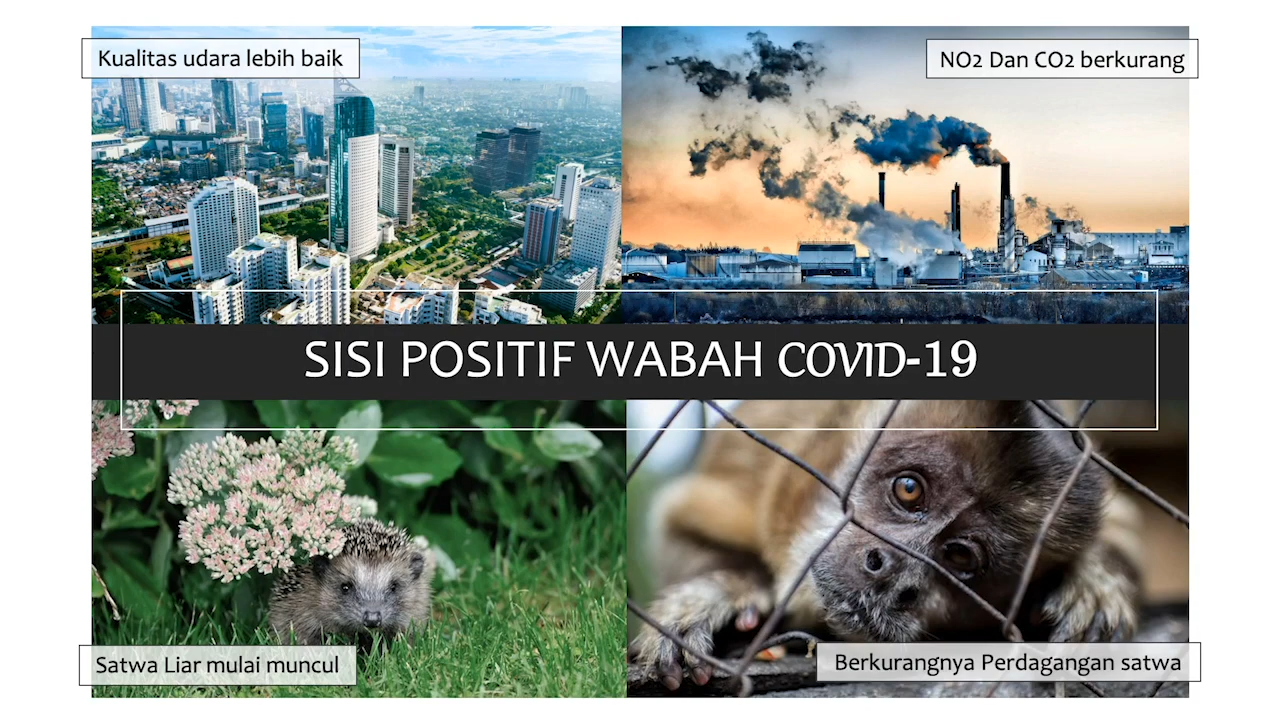 Kualitas udara lebih baik
NO2 Dan CO2 berkurang
SISI POSITIF WABAH COVID-19
Satwa Liar mulai muncul
Berkurangnya Perdagangan satwa